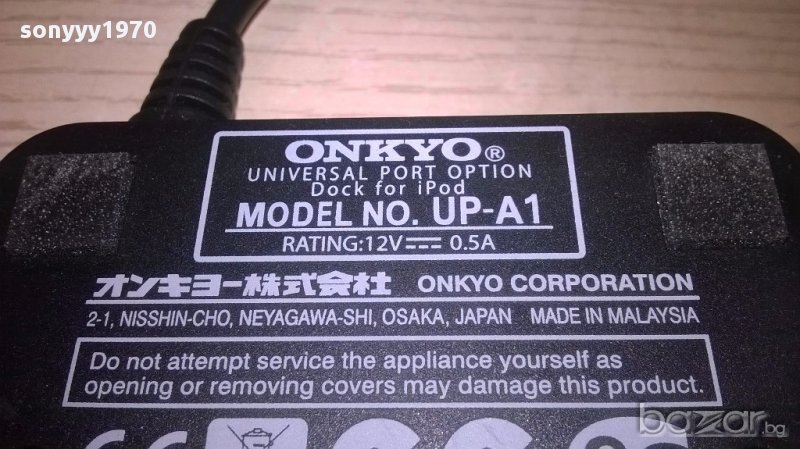 sonyyy1970
ONKYO®
UNIVERSAL PORT OPTION
Dock for iPod
MODEL NO. UP-A1
RATING:12V⎓ 0.5A
オンキヨー株式会社 ONKYO CORPORATION
2-1, NISSHIN-CHO, NEYAGAWA-SHI, OSAKA, JAPAN MADE IN MALAYSIA
Do not attempt service the appliance yourself as
opening or removing covers may damage this product.
bazar.bg